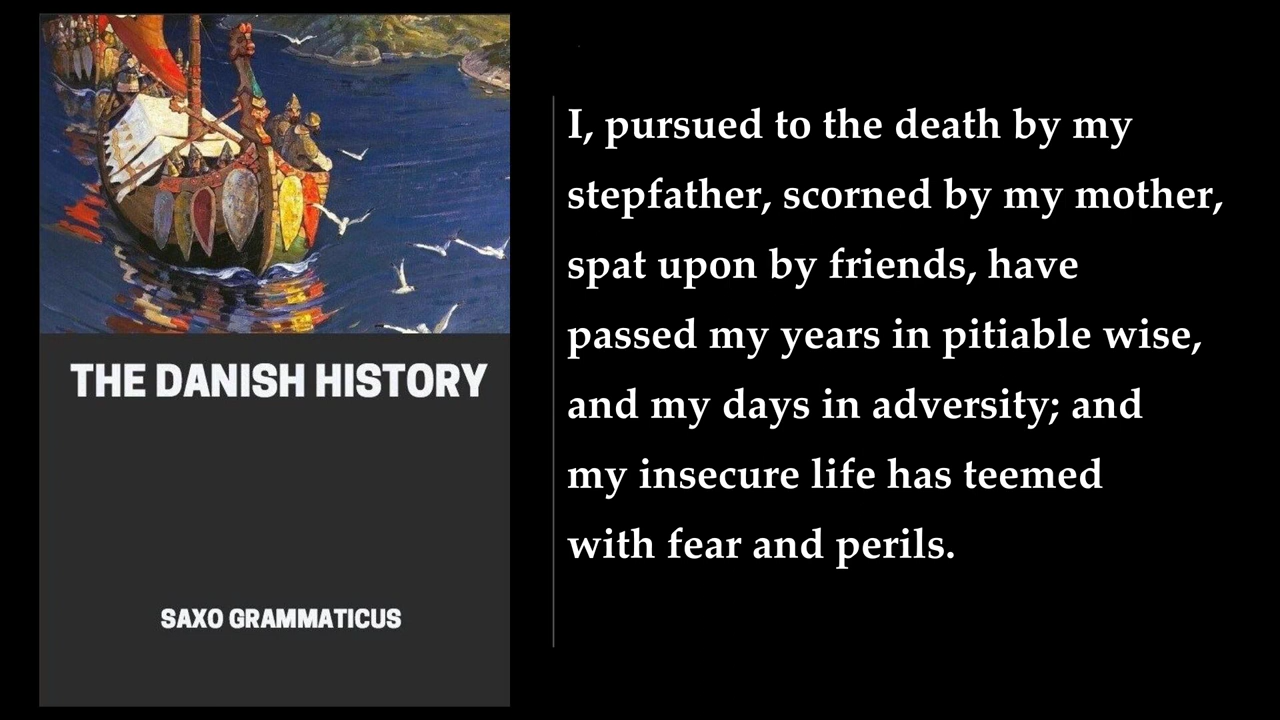 THE DANISH HISTORY
SAXO GRAMMATICUS
I, pursued to the death by my
stepfather, scorned by my mother,
spat upon by friends, have
passed my years in pitiable wise,
and my days in adversity; and
my insecure life has teemed
with fear and perils.